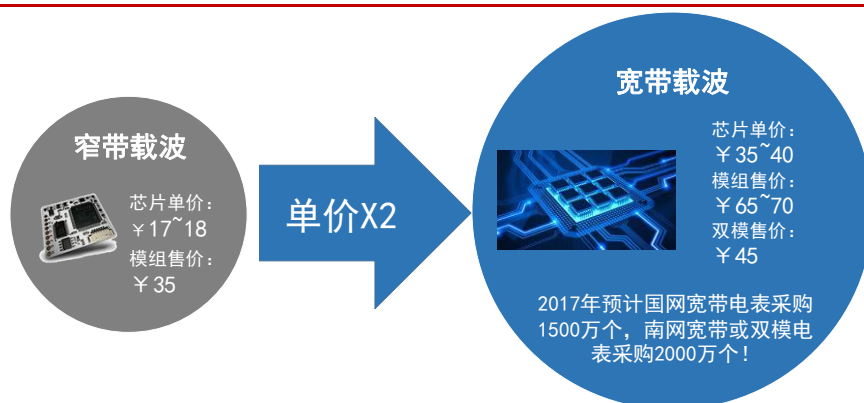 窄带载波
芯片单价：
￥17~18
模组售价：
￥35
单价X2
宽带载波
芯片单价：
￥35~40
模组售价：
￥65~70
双模售价：
￥45
2017年预计国网宽带电表采购
1500万个，南网宽带或双模电
表采购2000万个！